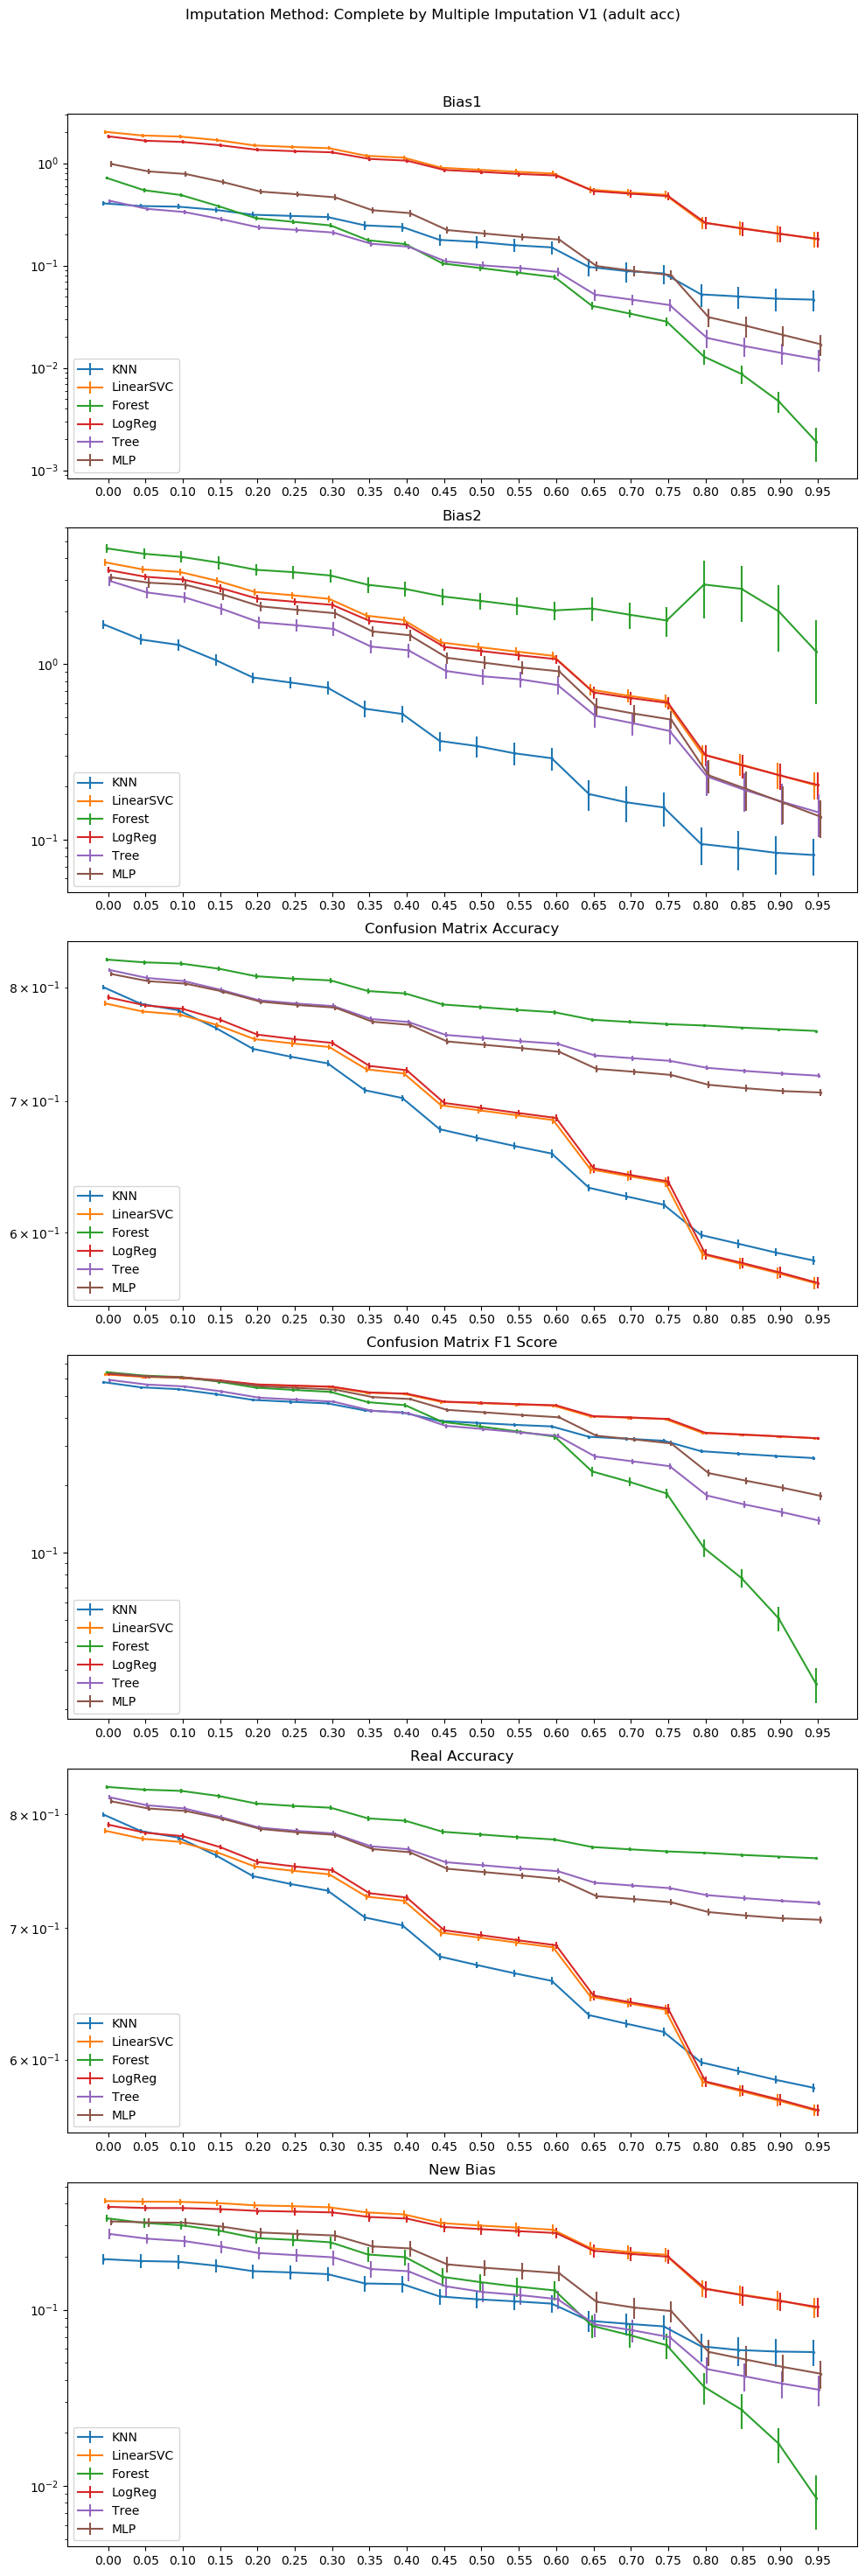 Imputation Method: Complete by Multiple Imputation V1 (adult acc)
Bias1
10⁰
10⁻¹
10⁻²
10⁻³
KNN
LinearSVC
Forest
LogReg
Tree
MLP
0.00 0.05 0.10 0.15 0.20 0.25 0.30 0.35 0.40 0.45 0.50 0.55 0.60 0.65 0.70 0.75 0.80 0.85 0.90 0.95
Bias2
10⁰
10⁻¹
KNN
LinearSVC
Forest
LogReg
Tree
MLP
0.00 0.05 0.10 0.15 0.20 0.25 0.30 0.35 0.40 0.45 0.50 0.55 0.60 0.65 0.70 0.75 0.80 0.85 0.90 0.95
Confusion Matrix Accuracy
8 × 10⁻¹
7 × 10⁻¹
6 × 10⁻¹
KNN
LinearSVC
Forest
LogReg
Tree
MLP
0.00 0.05 0.10 0.15 0.20 0.25 0.30 0.35 0.40 0.45 0.50 0.55 0.60 0.65 0.70 0.75 0.80 0.85 0.90 0.95
Confusion Matrix F1 Score
10⁻¹
KNN
LinearSVC
Forest
LogReg
Tree
MLP
0.00 0.05 0.10 0.15 0.20 0.25 0.30 0.35 0.40 0.45 0.50 0.55 0.60 0.65 0.70 0.75 0.80 0.85 0.90 0.95
Real Accuracy
8 × 10⁻¹
7 × 10⁻¹
6 × 10⁻¹
KNN
LinearSVC
Forest
LogReg
Tree
MLP
0.00 0.05 0.10 0.15 0.20 0.25 0.30 0.35 0.40 0.45 0.50 0.55 0.60 0.65 0.70 0.75 0.80 0.85 0.90 0.95
New Bias
10⁻¹
10⁻²
KNN
LinearSVC
Forest
LogReg
Tree
MLP
0.00 0.05 0.10 0.15 0.20 0.25 0.30 0.35 0.40 0.45 0.50 0.55 0.60 0.65 0.70 0.75 0.80 0.85 0.90 0.95